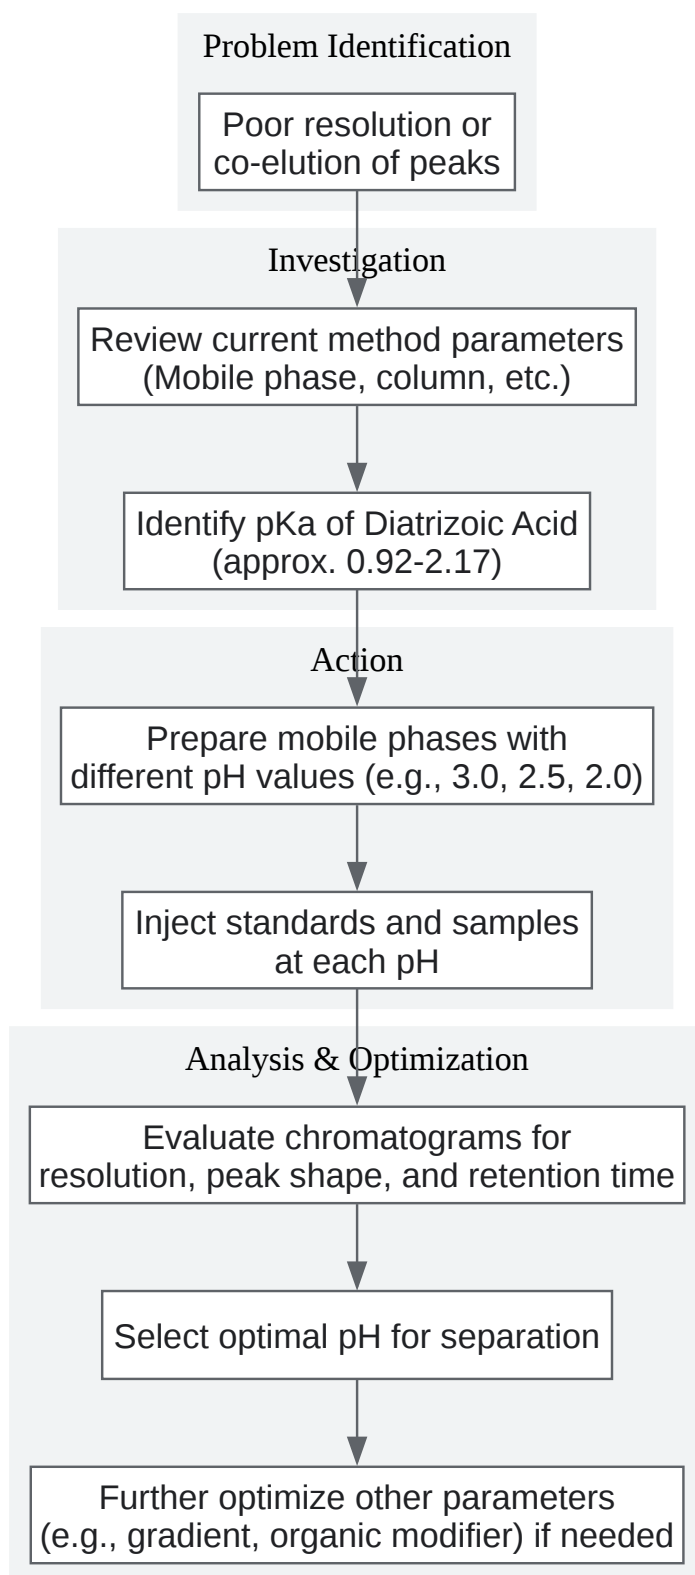 Problem Identification
Poor resolution or
co-elution of peaks
Investigation
Review current method parameters
(Mobile phase, column, etc.)
Identify pKa of Diatrizoic Acid
(approx. 0.92-2.17)
Action
Prepare mobile phases with
different pH values (e.g., 3.0, 2.5, 2.0)
Inject standards and samples
at each pH
Analysis & Optimization
Evaluate chromatograms for
resolution, peak shape, and retention time
Select optimal pH for separation
Further optimize other parameters
(e.g., gradient, organic modifier) if needed